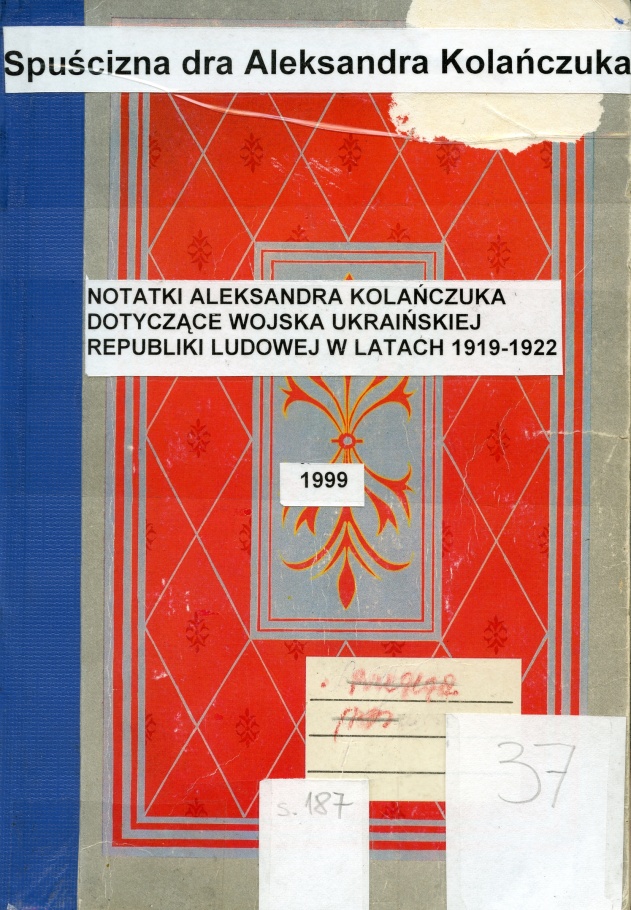 Spuścizna dra Aleksandra Kolańczuka
NOTATKI ALEKSANDRA KOLAŃCZUKA
DOTYCZĄCE WOJSKA UKRAIŃSKIEJ
REPUBLIKI LUDOWEJ W LATACH 1919-1922
1999
37
s. 187